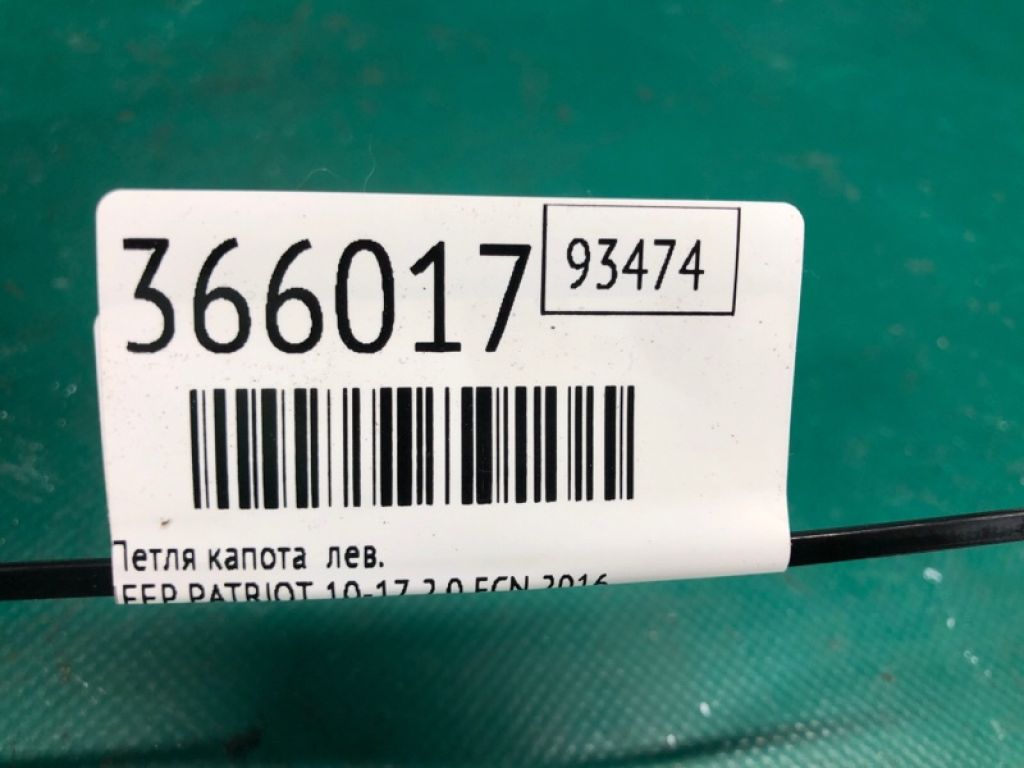 366017
93474
Петля капота лев.
JEEP PATRIOT 10-17 2.0 ECN 2016